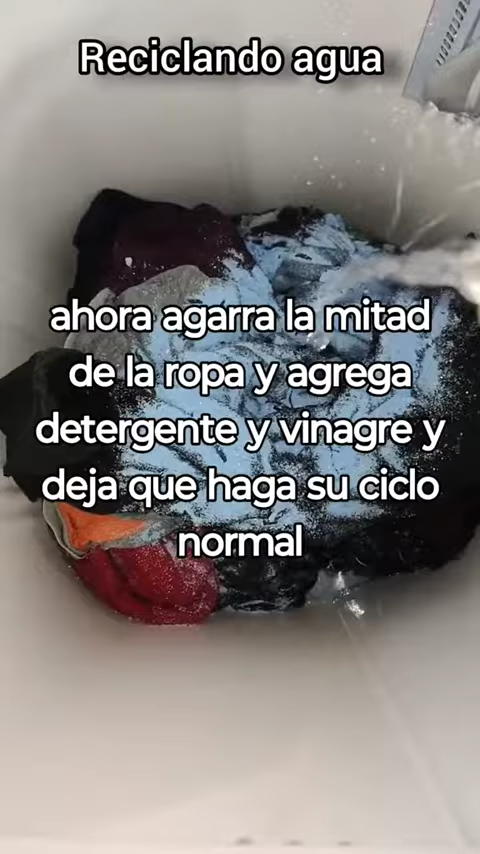 Reciclando agua
ahora agarra la mitad
de la ropa y agrega
detergente y vinagre y
deja que haga su ciclo
normal